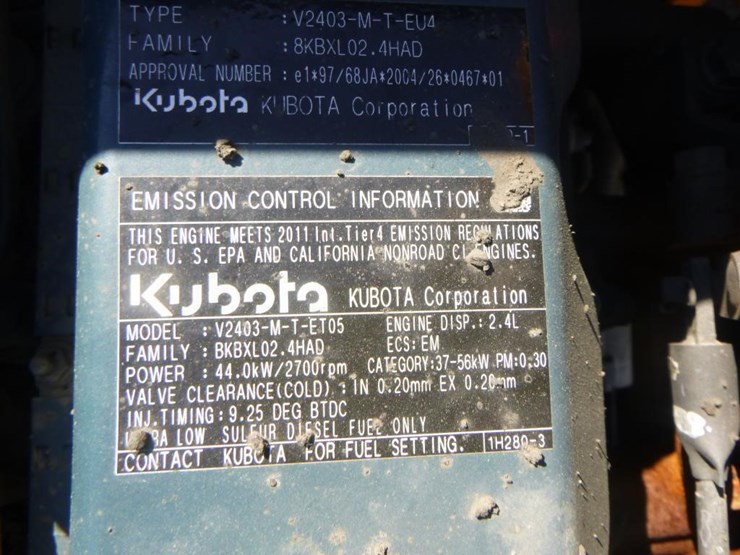 TYPE : V2403-M-T-EU4
FAMILY : 8KBXL02.4HAD
APPROVAL NUMBER : e1*97/68JA*2004/26*0467*01
Kubota KUBOTA Corporation
-1
EMISSION CONTROL INFORMATION
THIS ENGINE MEETS 2011 Int.Tier4 EMISSION REGULATIONS
FOR U. S. EPA AND CALIFORNIA NONROAD CI ENGINES.
Kubota KUBOTA Corporation
MODEL : V2403-M-T-ET05 ENGINE DISP.: 2.4L
FAMILY : BKBXL02.4HAD ECS: EM
POWER : 44.0kW/2700rpm CATEGORY:37-56kW PM:0.30
VALVE CLEARANCE(COLD) : IN 0.20mm EX 0.20mm
INJ.TIMING: 9.25 DEG BTDC
ULTRA LOW SULFUR DIESEL FUEL ONLY
CONTACT KUBOTA FOR FUEL SETTING. 1H280-3